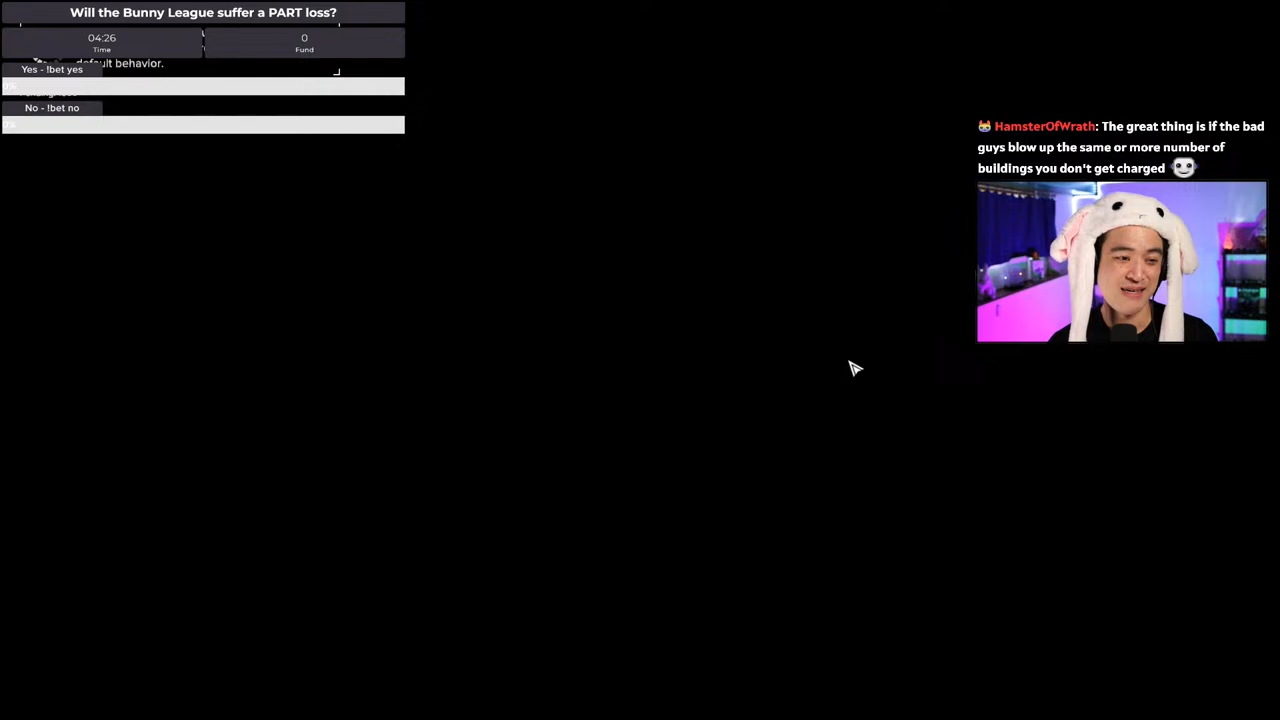 Will the Bunny League suffer a PART loss?
04:26
Time
0
Fund
default behavior.
Yes - !bet yes
0%
No - !bet no
0%
HamsterOfWrath: The great thing is if the bad
guys blow up the same or more number of
buildings you don't get charged